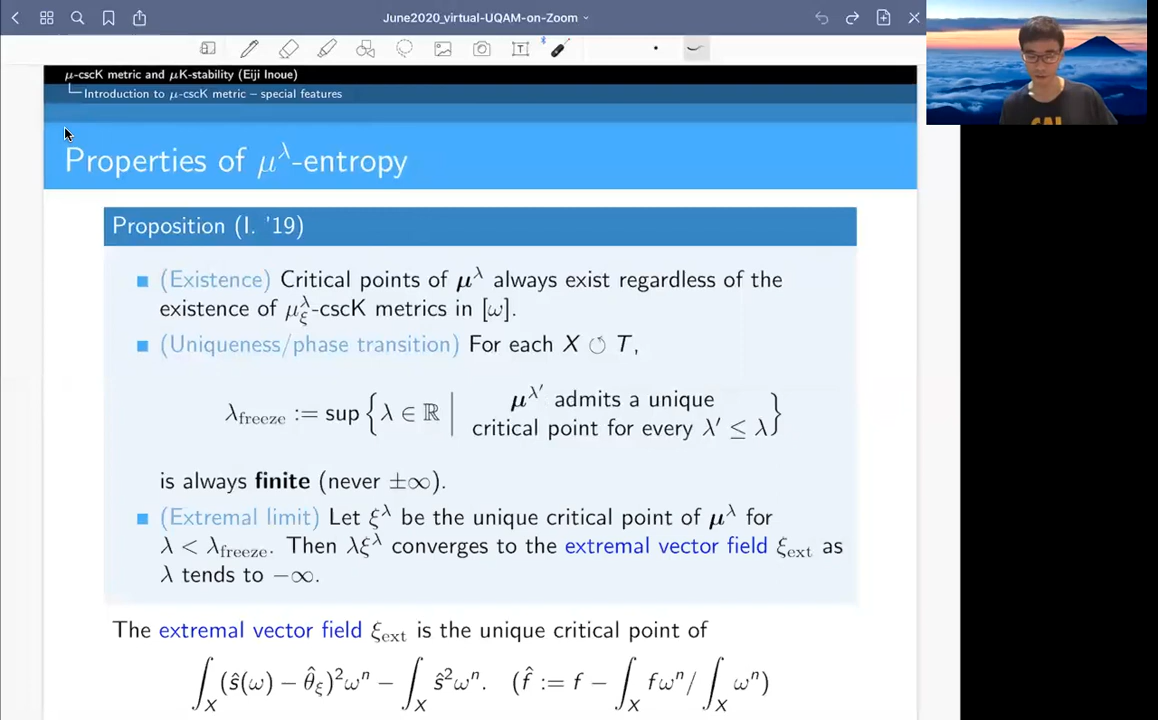 June2020_virtual-UQAM-on-Zoom
μ-cscK metric and μK-stability (Eiji Inoue)
Introduction to μ-cscK metric – special features
Properties of μ^λ-entropy
Proposition (I. '19)
■ (Existence) Critical points of μ^λ always exist regardless of the
existence of μ^λ_ξ-cscK metrics in [ω].
■ (Uniqueness/phase transition) For each X ↺ T,
λ_freeze := sup { λ ∈ ℝ | μ^λ′ admits a unique
critical point for every λ′ ≤ λ }
is always finite (never ±∞).
■ (Extremal limit) Let ξ^λ be the unique critical point of μ^λ for
λ < λ_freeze. Then λξ^λ converges to the extremal vector field ξ_ext as
λ tends to −∞.
The extremal vector field ξ_ext is the unique critical point of
∫_X (ŝ(ω) − θ̂_ξ)²ω^n − ∫_X ŝ²ω^n. (f̂ := f − ∫_X fω^n / ∫_X ω^n)
CAL